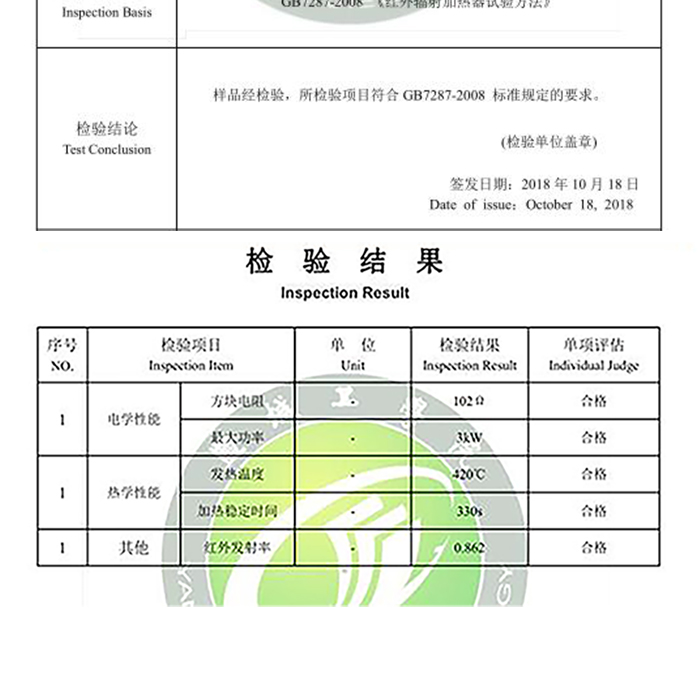 Inspection Basis
GB7287-2008 《红外辐射加热器试验方法》
样品经检验，所检验项目符合 GB7287-2008 标准规定的要求。
检验结论
Test Conclusion
(检验单位盖章)
签发日期：2018 年 10 月 18 日
Date of issue：October 18, 2018
检 验 结 果
Inspection Result
序号 检验项目 单 位 检验结果 单项评估
NO. Inspection Item Unit Inspection Result Individual Judge
1 电学性能 方块电阻 - 102Ω 合格
最大功率 - 3kW 合格
1 热学性能 发热温度 - 420℃ 合格
加热稳定时间 - 330s 合格
1 其他 红外发射率 - 0.862 合格